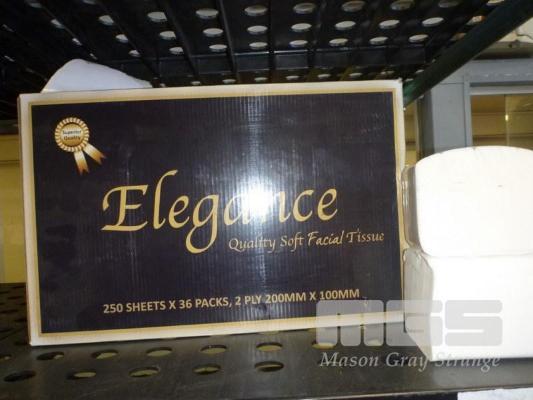 Superior
Quality
Elegance
Quality Soft Facial Tissue
250 SHEETS X 36 PACKS, 2 PLY 200MM X 100MM
MGS
Mason Gray Strange